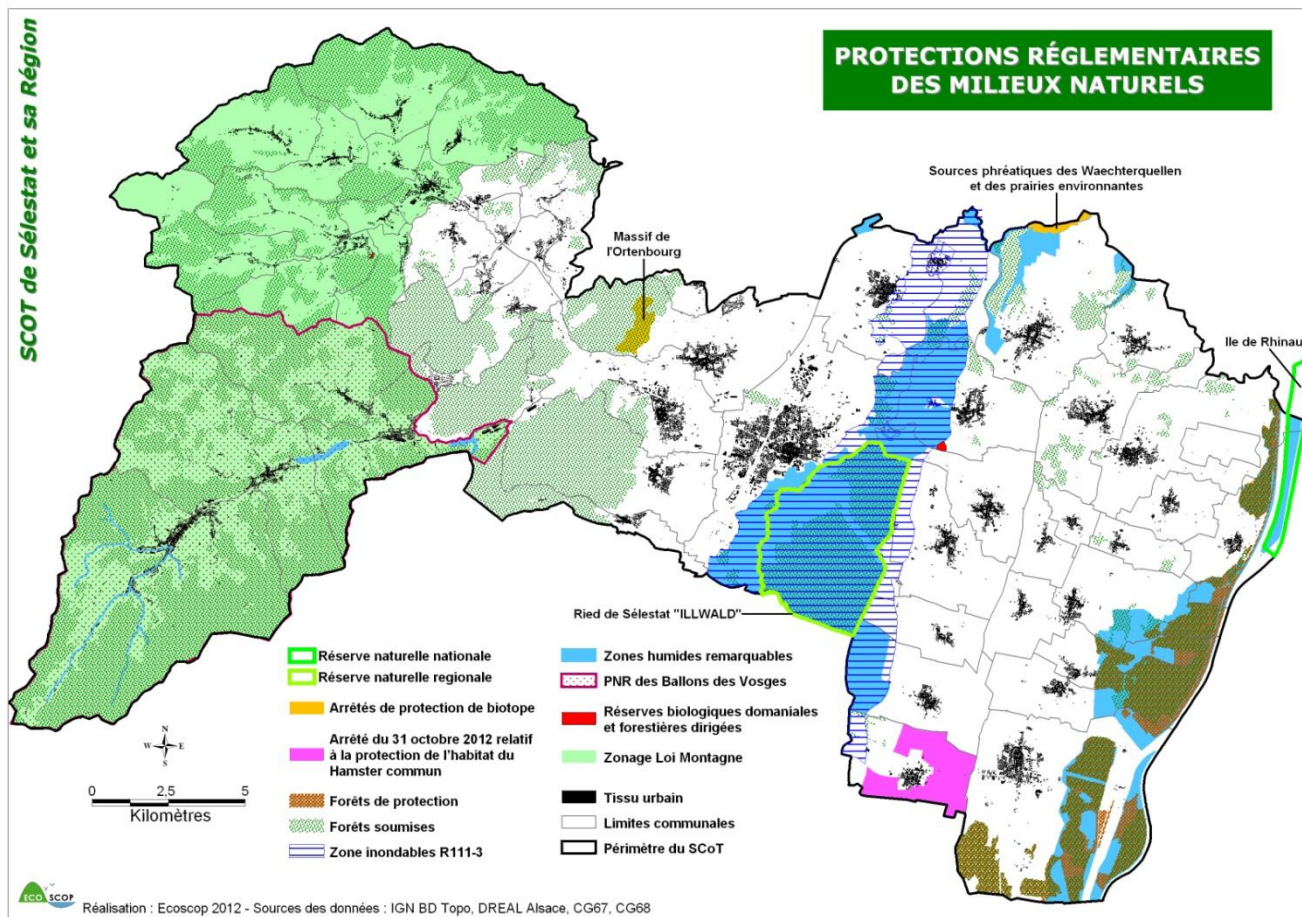 SCOT de Sélestat et sa Région
PROTECTIONS RÉGLEMENTAIRES
DES MILIEUX NATURELS
Sources phréatiques des Waechterquellen
et des prairies environnantes
Massif de
l'Ortenbourg
Ile de Rhinau
Ried de Sélestat "ILLWALD"
Réserve naturelle nationale
Réserve naturelle regionale
Arrêtés de protection de biotope
Arrêté du 31 octobre 2012 relatif
à la protection de l'habitat du
Hamster commun
Forêts de protection
Forêts soumises
Zone inondables R111-3
Zones humides remarquables
PNR des Ballons des Vosges
Réserves biologiques domaniales
et forestières dirigées
Zonage Loi Montagne
Tissu urbain
Limites communales
Périmètre du SCoT
N
W E
S
0 2.5 5
Kilomètres
ECO SCOP
Réalisation : Ecoscop 2012 - Sources des données : IGN BD Topo, DREAL Alsace, CG67, CG68